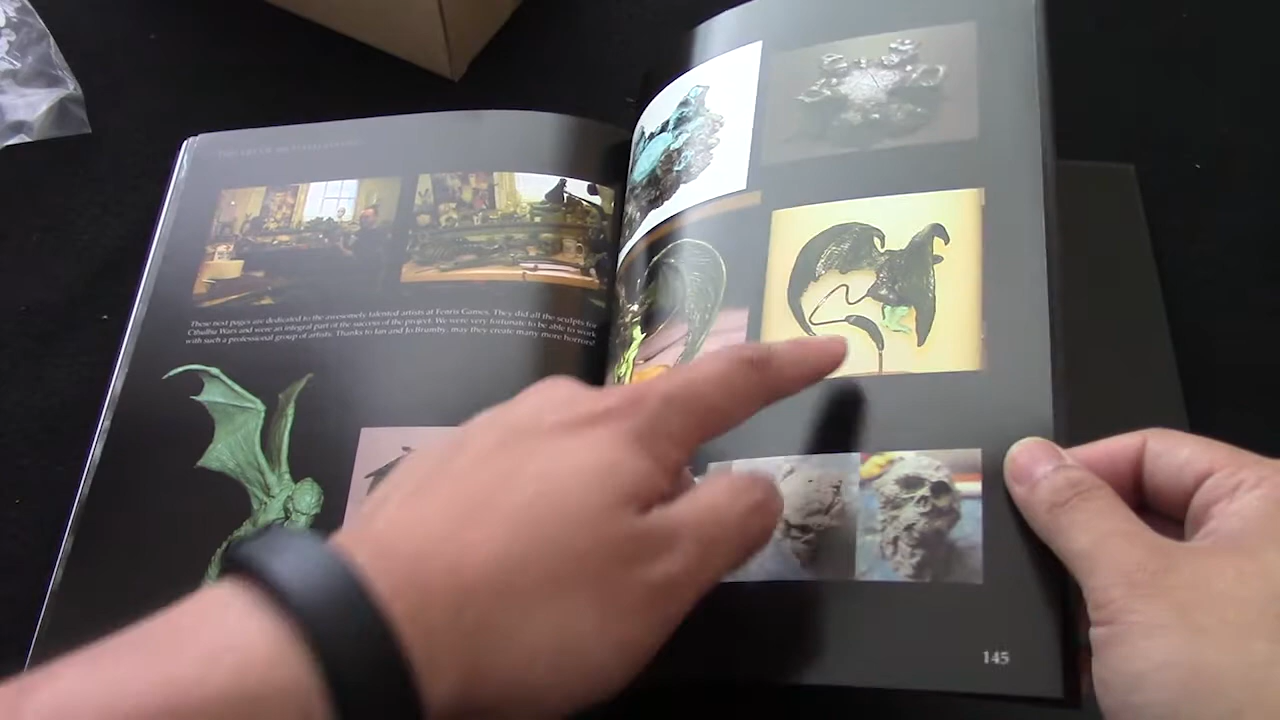 These next pages are dedicated to the awesomely talented artists at Fenris Games. They did all the sculpts for
Cthulhu Wars and were an integral part of the success of the project. We were very fortunate to be able to work
with such a professional group of artists. Thanks to Ian and Jo Brumby, may they create many more horrors!
145